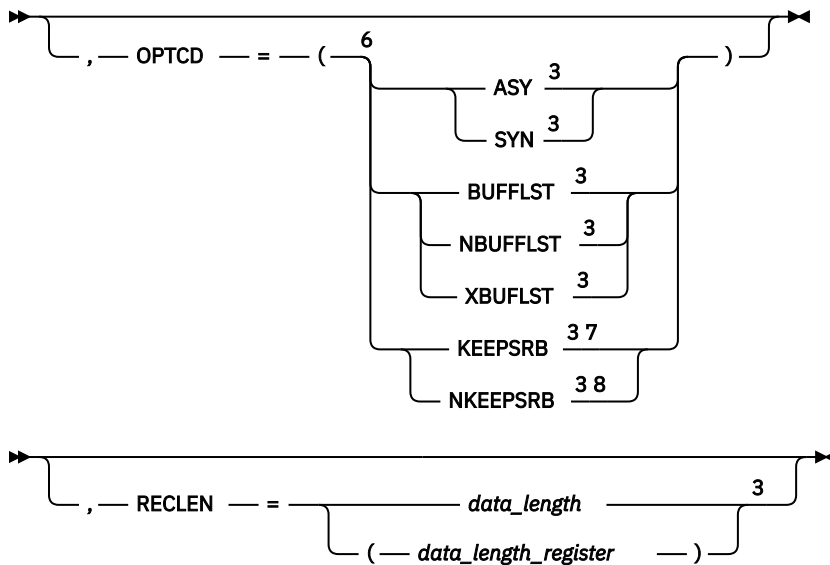 , OPTCD = ( 6 )
ASY 3
SYN 3
BUFFLST 3
NBUFFLST 3
XBUFLST 3
KEEPSRB 3 7
NKEEPSRB 3 8
, RECLEN = data_length 3
( data_length_register )